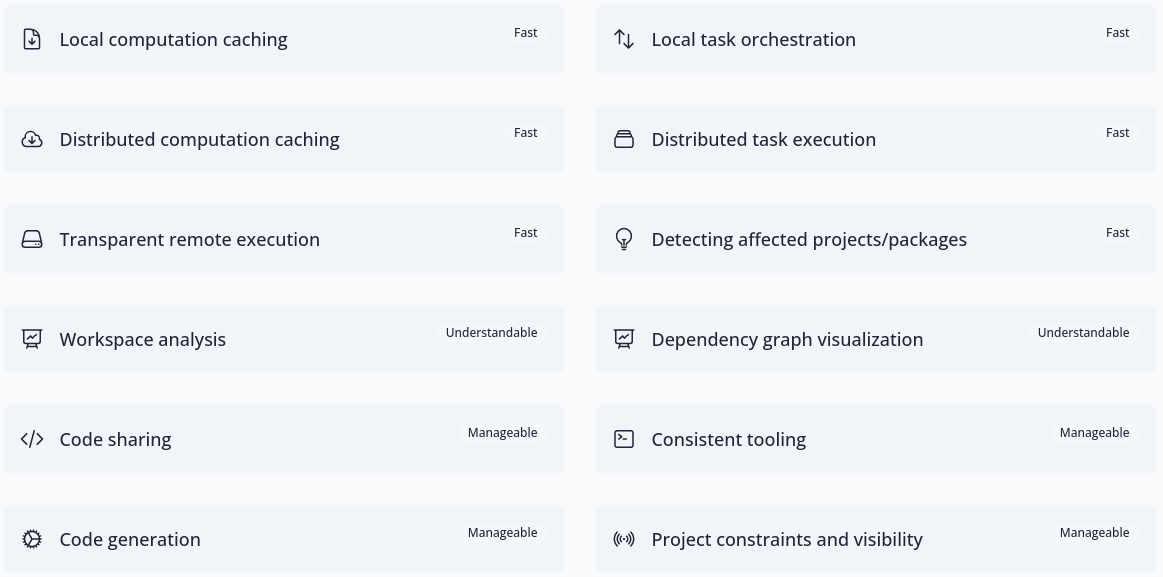 Local computation caching
Fast
Local task orchestration
Fast
Distributed computation caching
Fast
Distributed task execution
Fast
Transparent remote execution
Fast
Detecting affected projects/packages
Fast
Workspace analysis
Understandable
Dependency graph visualization
Understandable
Code sharing
Manageable
Consistent tooling
Manageable
Code generation
Manageable
Project constraints and visibility
Manageable